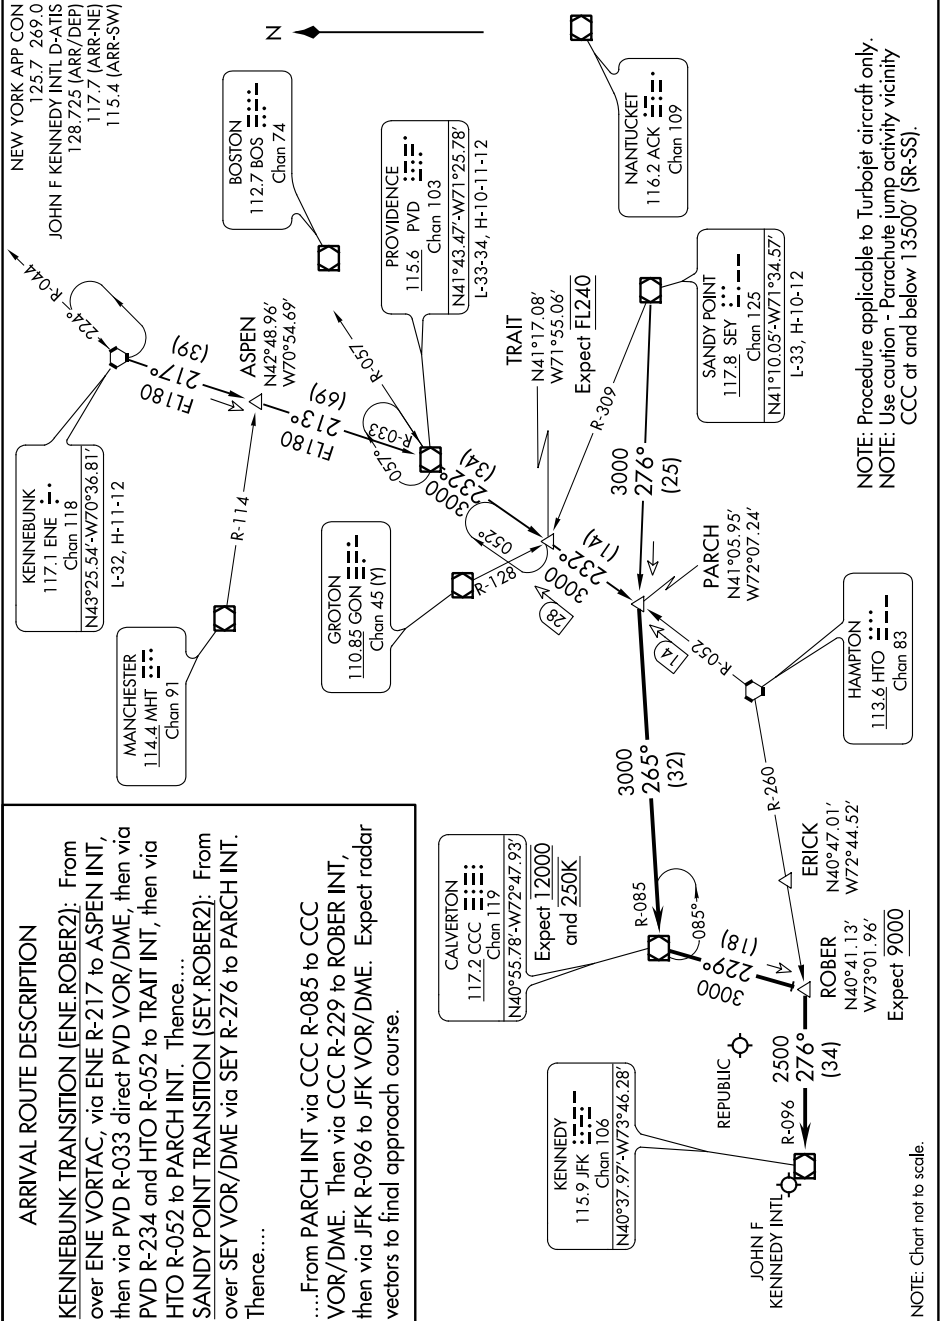 ARRIVAL ROUTE DESCRIPTION
KENNEBUNK TRANSITION (ENE.ROBER2): From
over ENE VORTAC, via ENE R-217 to ASPEN INT,
then via PVD R-033 direct PVD VOR/DME, then via
PVD R-234 and HTO R-052 to TRAIT INT, then via
HTO R-052 to PARCH INT. Thence....
SANDY POINT TRANSITION (SEY.ROBER2): From
over SEY VOR/DME via SEY R-276 to PARCH INT.
Thence....
....From PARCH INT via CCC R-085 to CCC
VOR/DME. Then via CCC R-229 to ROBER INT,
then via JFK R-096 to JFK VOR/DME. Expect radar
vectors to final approach course.
NEW YORK APP CON
125.7 269.0
JOHN F KENNEDY INTL D-ATIS
128.725 (ARR/DEP)
117.7 (ARR-NE)
115.4 (ARR-SW)
KENNEBUNK
117.1 ENE
Chan 118
N43°25.54'-W70°36.81'
L-32, H-11-12
R-044
224°
(39)
217°
FL180
ASPEN
N42°48.96'
W70°54.69'
MANCHESTER
114.4 MHT
Chan 91
R-114
(69)
213°
FL180
BOSTON
112.7 BOS
Chan 74
N
PROVIDENCE
115.6 PVD
Chan 103
N41°43.47'-W71°25.78'
L-33-34, H-10-11-12
R-057
R-033
057°
(34)
232°
3000
GROTON
110.85 GON
Chan 45 (Y)
R-128
052°
TRAIT
N41°17.08'
W71°55.06'
Expect FL240
R-309
NANTUCKET
116.2 ACK
Chan 109
SANDY POINT
117.8 SEY
Chan 125
N41°10.05'-W71°34.57'
L-33, H-10-12
3000
276°
(25)
(14)
232°
3000
28
PARCH
N41°05.95'
W72°07.24'
14
R-052
HAMPTON
113.6 HTO
Chan 83
3000
265°
(32)
R-260
CALVERTON
117.2 CCC
Chan 119
N40°55.78'-W72°47.93'
Expect 12000
and 250K
R-085
085°
(18)
229°
3000
ERICK
N40°47.01'
W72°44.52'
ROBER
N40°41.13'
W73°01.96'
Expect 9000
REPUBLIC
2500
276°
(34)
R-096
KENNEDY
115.9 JFK
Chan 106
N40°37.97'-W73°46.28'
JOHN F
KENNEDY INTL
NOTE: Procedure applicable to Turbojet aircraft only.
NOTE: Use caution - Parachute jump activity vicinity
CCC at and below 13500' (SR-SS).
NOTE: Chart not to scale.